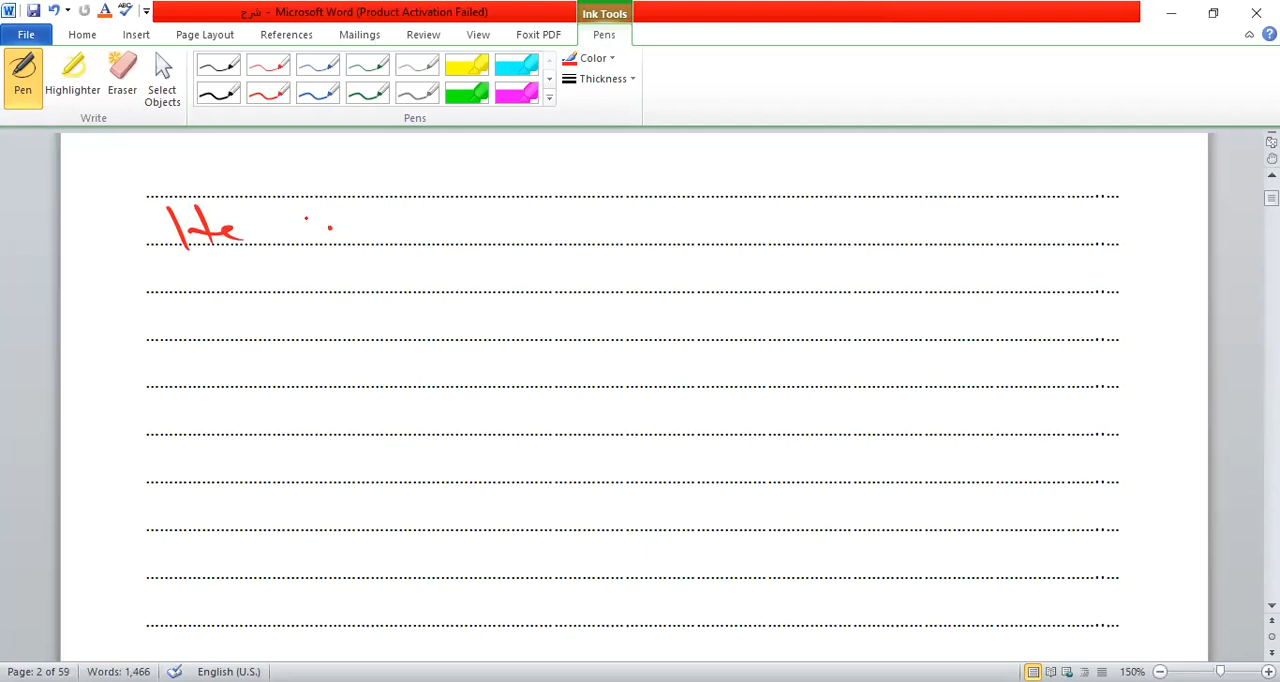 شرح - Microsoft Word (Product Activation Failed)
Ink Tools
File Home Insert Page Layout References Mailings Review View Foxit PDF Pens
Pen Highlighter Eraser Select Objects
Color
Thickness
Write Pens
He
Page: 2 of 59 Words: 1,466 English (U.S.) 150%